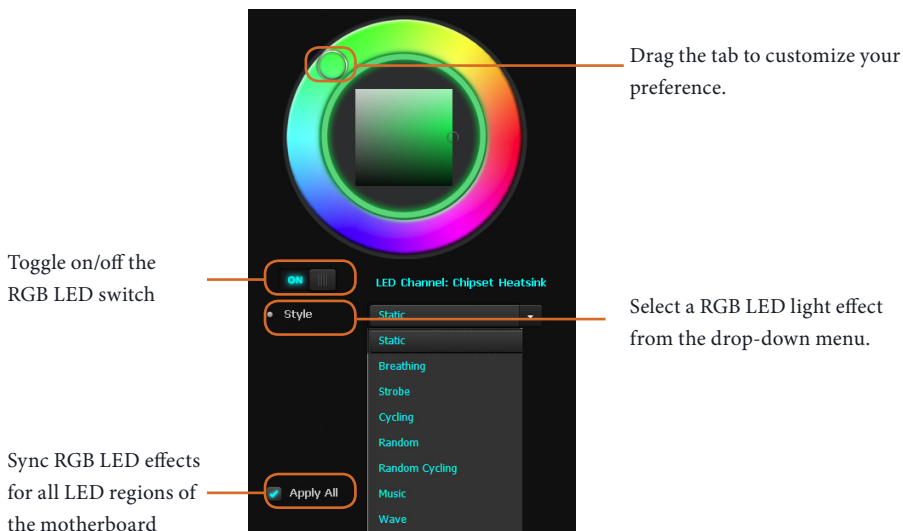 Drag the tab to customize your
preference.
Toggle on/off the
RGB LED switch
ON
LED Channel: Chipset Heatsink
Style
Static
Select a RGB LED light effect
from the drop-down menu.
Static
Breathing
Strobe
Cycling
Random
Random Cycling
Music
Wave
Sync RGB LED effects
for all LED regions of
the motherboard
Apply All